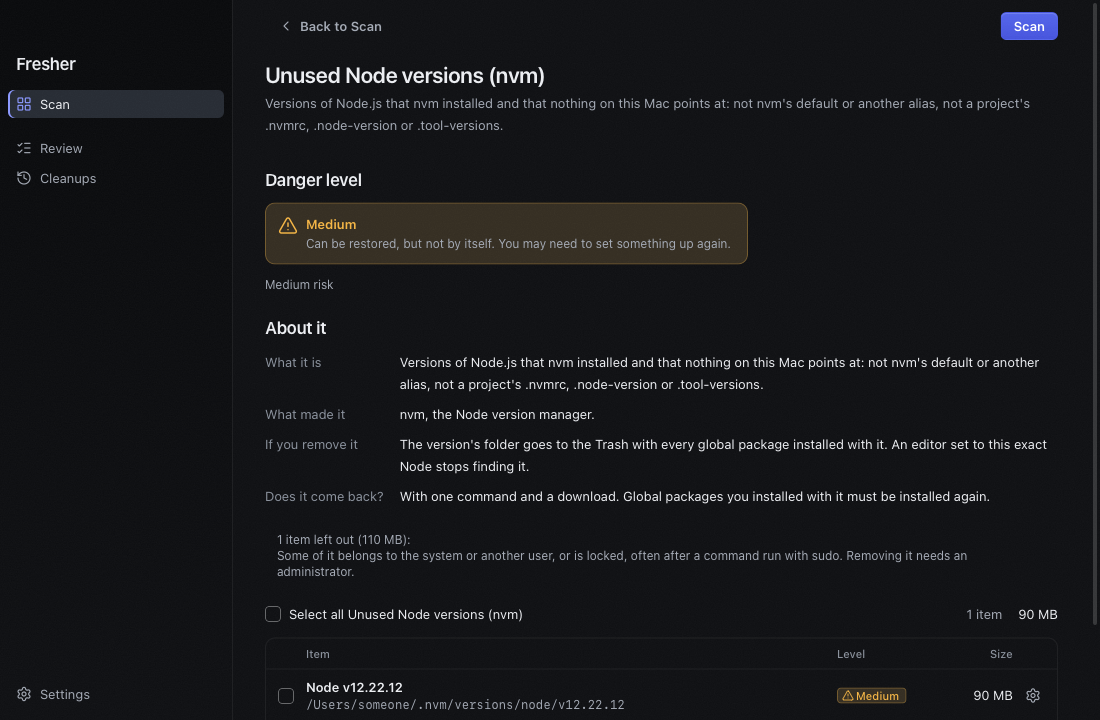 Back to Scan
Scan
Fresher
Scan
Review
Cleanups
Settings
Unused Node versions (nvm)
Versions of Node.js that nvm installed and that nothing on this Mac points at: not nvm's default or another alias, not a project's
.nvmrc, .node-version or .tool-versions.
Danger level
Medium
Can be restored, but not by itself. You may need to set something up again.
Medium risk
About it
What it is
Versions of Node.js that nvm installed and that nothing on this Mac points at: not nvm's default or another
alias, not a project's .nvmrc, .node-version or .tool-versions.
What made it
nvm, the Node version manager.
If you remove it
The version's folder goes to the Trash with every global package installed with it. An editor set to this exact
Node stops finding it.
Does it come back?
With one command and a download. Global packages you installed with it must be installed again.
1 item left out (110 MB):
Some of it belongs to the system or another user, or is locked, often after a command run with sudo. Removing it needs an
administrator.
Select all Unused Node versions (nvm)
1 item
90 MB
Item
Level
Size
Node v12.22.12
/Users/someone/.nvm/versions/node/v12.22.12
Medium
90 MB